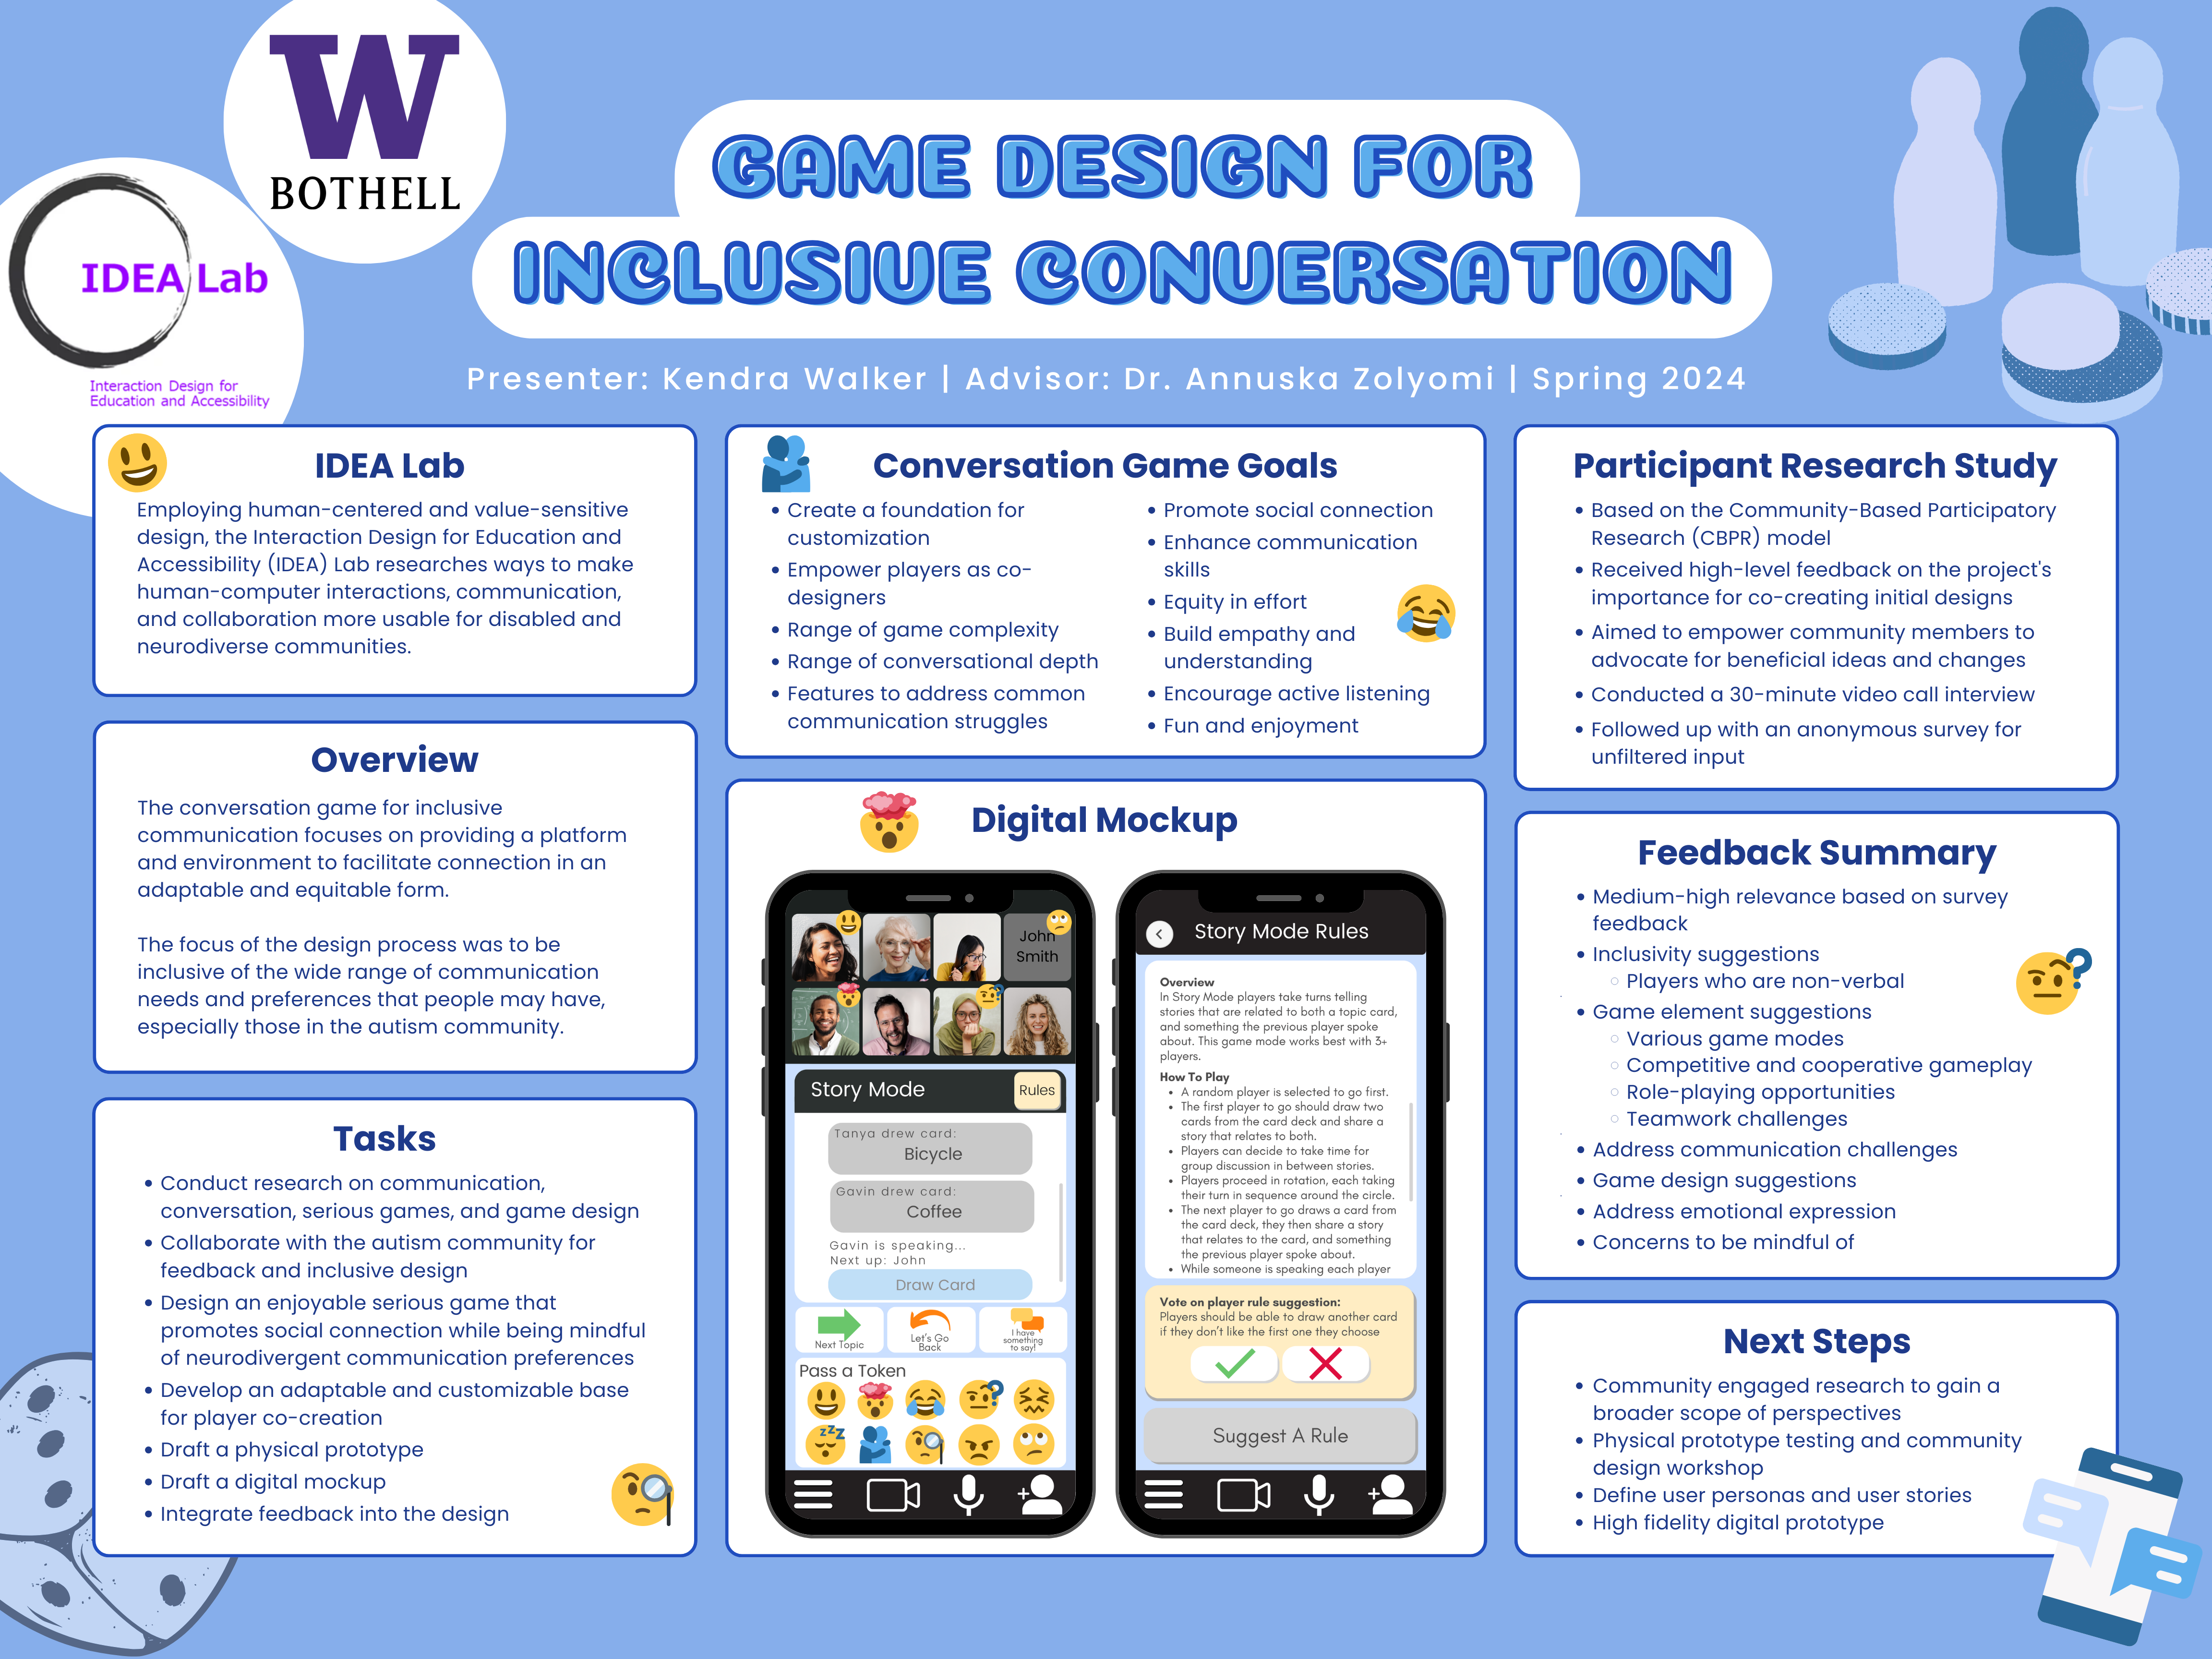 W
BOTHELL
IDEA Lab
Interaction Design for
Education and Accessibility
GAME DESIGN FOR
INCLUSIVE CONVERSATION
Presenter: Kendra Walker | Advisor: Dr. Annuska Zolyomi | Spring 2024
IDEA Lab
Employing human-centered and value-sensitive
design, the Interaction Design for Education and
Accessibility (IDEA) Lab researches ways to make
human-computer interactions, communication,
and collaboration more usable for disabled and
neurodiverse communities.
Overview
The conversation game for inclusive
communication focuses on providing a platform
and environment to facilitate connection in an
adaptable and equitable form.
The focus of the design process was to be
inclusive of the wide range of communication
needs and preferences that people may have,
especially those in the autism community.
Tasks
• Conduct research on communication,
conversation, serious games, and game design
• Collaborate with the autism community for
feedback and inclusive design
• Design an enjoyable serious game that
promotes social connection while being mindful
of neurodivergent communication preferences
• Develop an adaptable and customizable base
for player co-creation
• Draft a physical prototype
• Draft a digital mockup
• Integrate feedback into the design
Conversation Game Goals
• Create a foundation for
customization
• Empower players as co-
designers
• Range of game complexity
• Range of conversational depth
• Features to address common
communication struggles
• Promote social connection
• Enhance communication
skills
• Equity in effort
• Build empathy and
understanding
• Encourage active listening
• Fun and enjoyment
Digital Mockup
John
Smith
Story Mode
Rules
Tanya drew card:
Bicycle
Gavin drew card:
Coffee
Gavin is speaking...
Next up: John
Draw Card
Next Topic
Let's Go
Back
I have
something
to say!
Pass a Token
zzz
Story Mode Rules
Overview
In Story Mode players take turns telling
stories that are related to both a topic card,
and something the previous player spoke
about. This game mode works best with 3+
players.
How To Play
• A random player is selected to go first.
• The first player to go should draw two
cards from the card deck and share a
story that relates to both.
• Players can decide to take time for
group discussion in between stories.
• Players proceed in rotation, each taking
their turn in sequence around the circle.
• The next player to go draws a card from
the card deck, they then share a story
that relates to the card, and something
the previous player spoke about.
• While someone is speaking each player
Vote on player rule suggestion:
Players should be able to draw another card
if they don't like the first one they choose
Suggest A Rule
Participant Research Study
• Based on the Community-Based Participatory
Research (CBPR) model
• Received high-level feedback on the project's
importance for co-creating initial designs
• Aimed to empower community members to
advocate for beneficial ideas and changes
• Conducted a 30-minute video call interview
• Followed up with an anonymous survey for
unfiltered input
Feedback Summary
• Medium-high relevance based on survey
feedback
• Inclusivity suggestions
○ Players who are non-verbal
• Game element suggestions
○ Various game modes
○ Competitive and cooperative gameplay
○ Role-playing opportunities
○ Teamwork challenges
• Address communication challenges
• Game design suggestions
• Address emotional expression
• Concerns to be mindful of
Next Steps
• Community engaged research to gain a
broader scope of perspectives
• Physical prototype testing and community
design workshop
• Define user personas and user stories
• High fidelity digital prototype